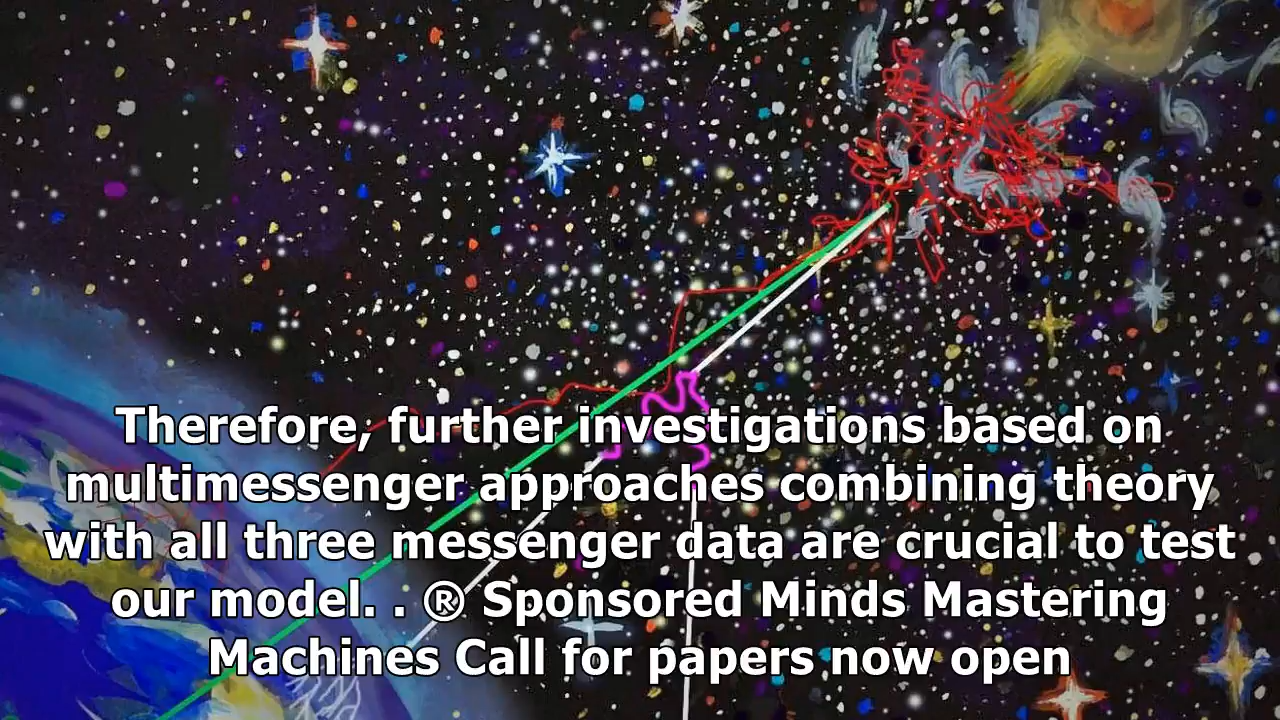 Therefore, further investigations based on
multimessenger approaches combining theory
with all three messenger data are crucial to test
our model. . ® Sponsored Minds Mastering
Machines Call for papers now open